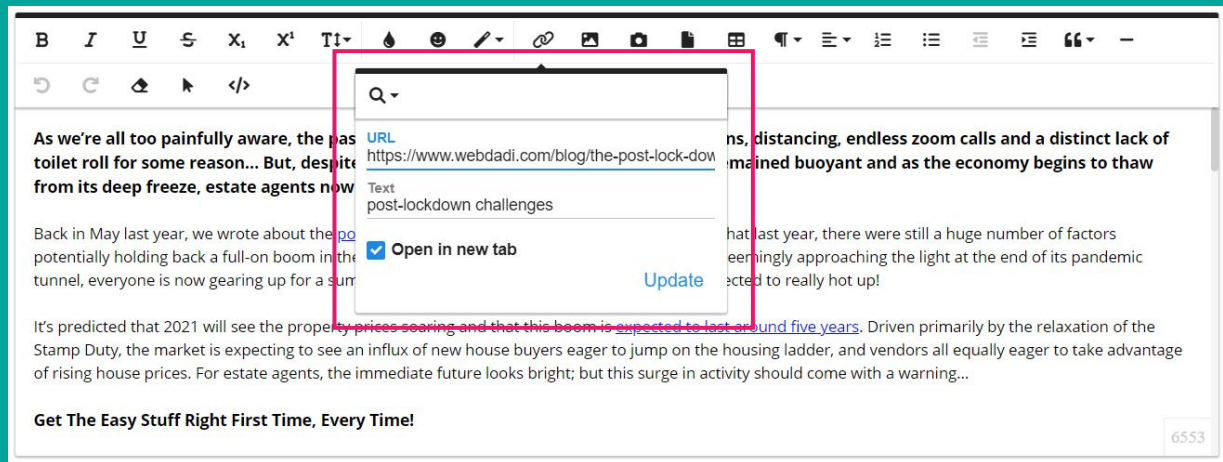 B I U S X₁ X¹ T
</>
As we’re all too painfully aware, the pas
ns, distancing, endless zoom calls and a distinct lack of
toilet roll for some reason... But, despite
mained buoyant and as the economy begins to thaw
from its deep freeze, estate agents now
URL
https://www.webdadi.com/blog/the-post-lock-dow
Text
post-lockdown challenges
Open in new tab
Update
Back in May last year, we wrote about the po
hat last year, there were still a huge number of factors
potentially holding back a full-on boom in the
eemingly approaching the light at the end of its pandemic
tunnel, everyone is now gearing up for a sum
ected to really hot up!
It’s predicted that 2021 will see the property prices soaring and that this boom is expected to last around five years. Driven primarily by the relaxation of the
Stamp Duty, the market is expecting to see an influx of new house buyers eager to jump on the housing ladder, and vendors all equally eager to take advantage
of rising house prices. For estate agents, the immediate future looks bright; but this surge in activity should come with a warning...
Get The Easy Stuff Right First Time, Every Time!
6553